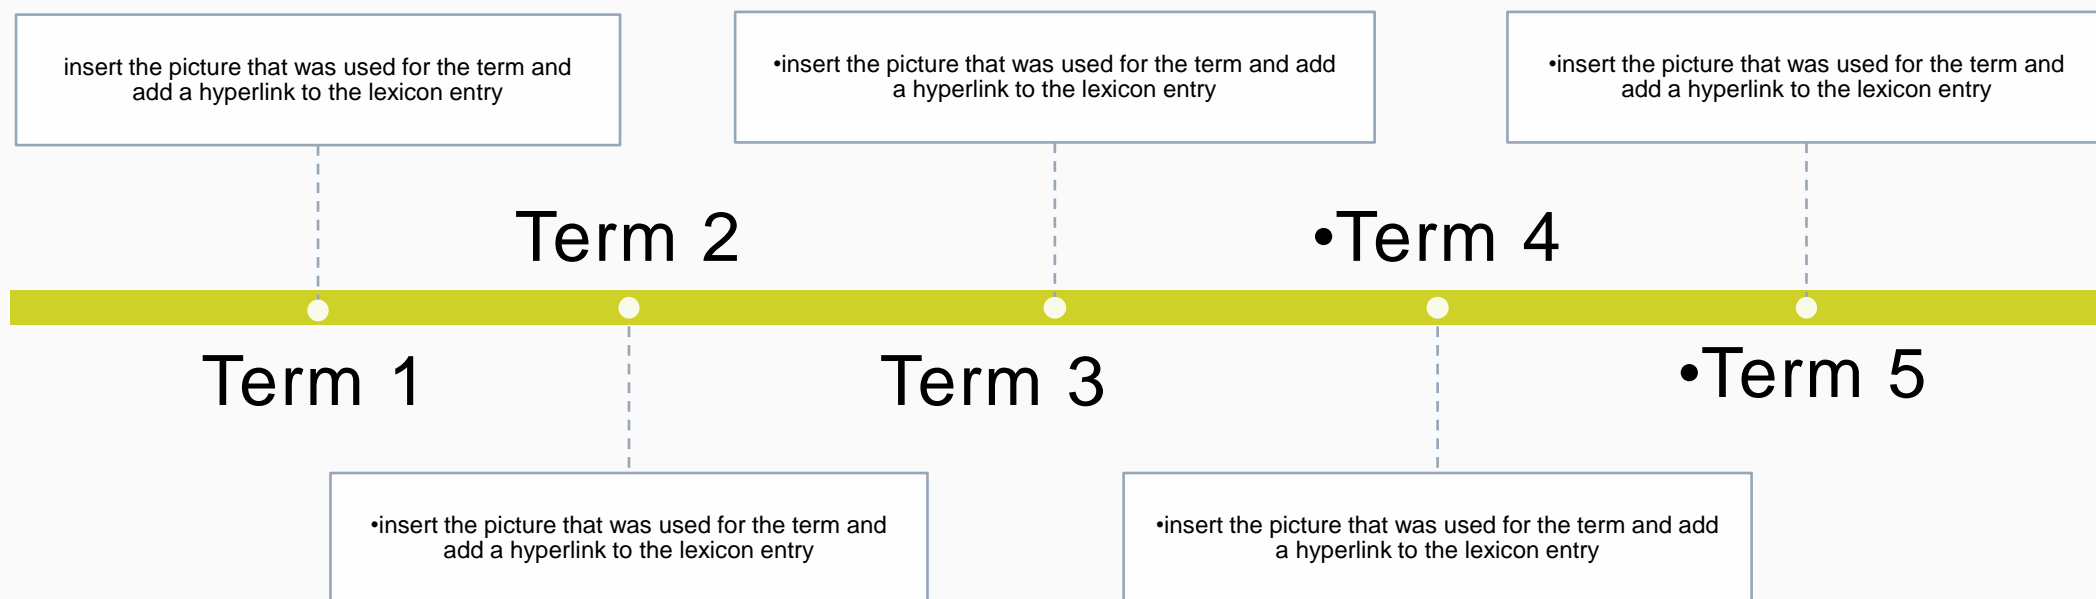 insert the picture that was used for the term and
add a hyperlink to the lexicon entry
•insert the picture that was used for the term and add
a hyperlink to the lexicon entry
•insert the picture that was used for the term and
add a hyperlink to the lexicon entry
Term 2
•Term 4
Term 1
Term 3
•Term 5
•insert the picture that was used for the term and
add a hyperlink to the lexicon entry
•insert the picture that was used for the term and add
a hyperlink to the lexicon entry